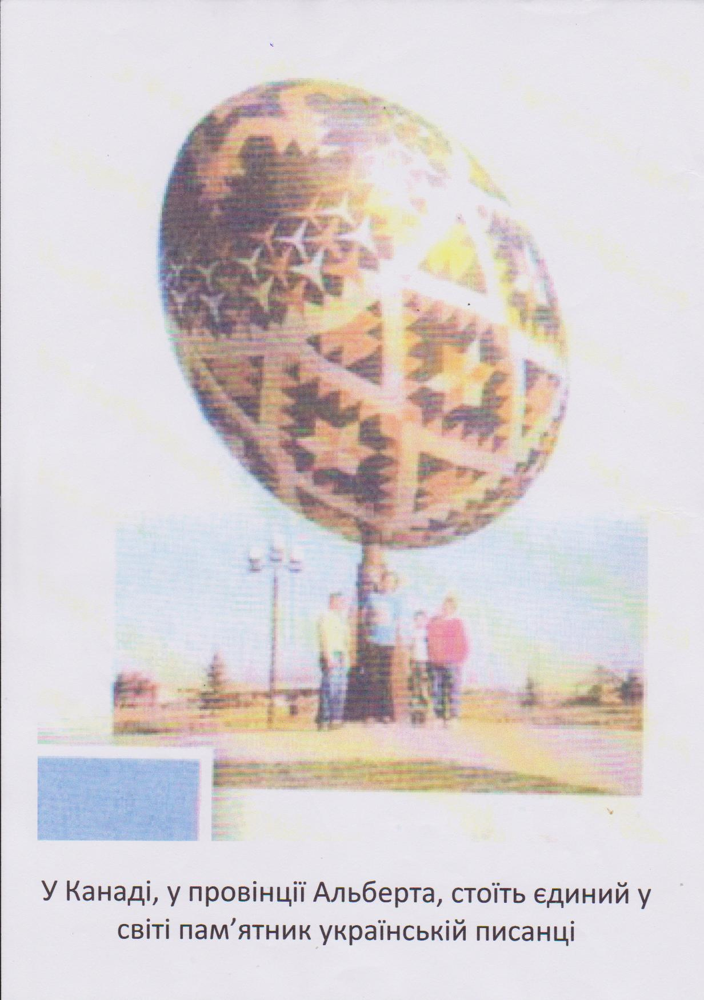 У Канаді, у провінції Альберта, стоїть єдиний у
світі пам’ятник українській писанці